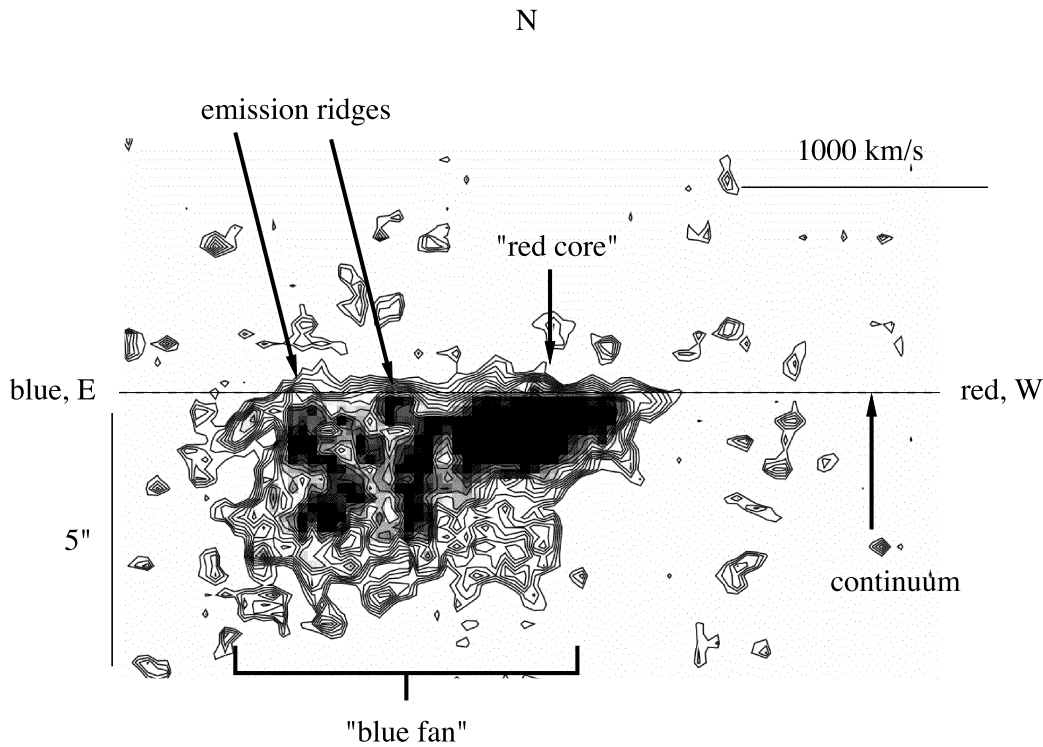 N
emission ridges
1000 km/s
"red core"
blue, E
red, W
5"
continuum
"blue fan"